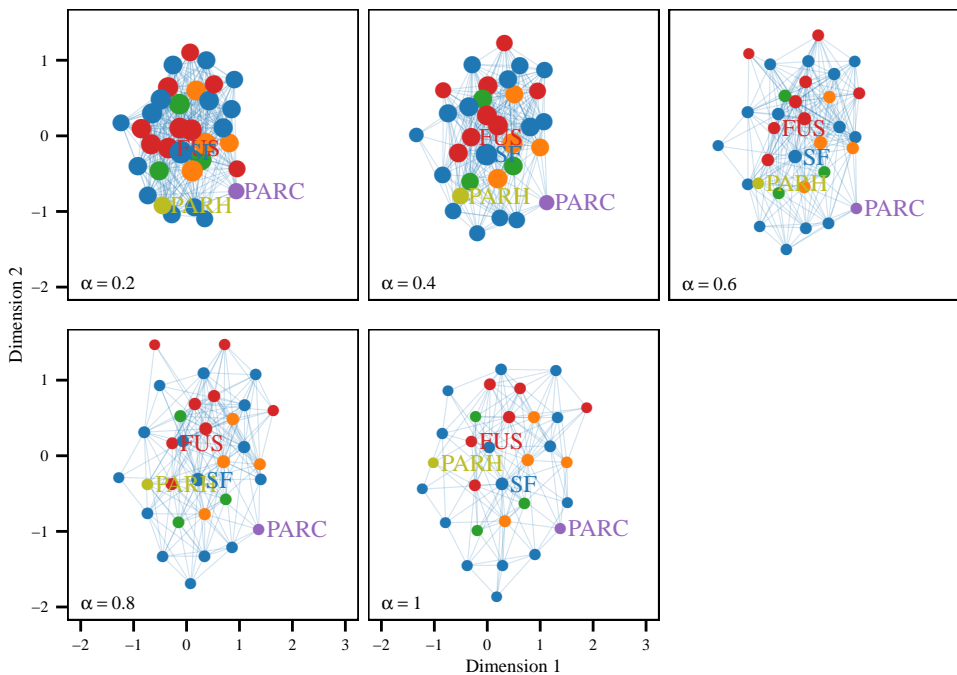 PARC
PARH
α = 0.2
FUS
SF
PARC
PARH
α = 0.4
FUS
SF
PARH
PARC
α = 0.6
1
0
−1
−2
Dimension 2
FUS
PARH
SF
PARC
α = 0.8
FUS
PARH
SF
PARC
α = 1
1
0
−1
−2
−2 −1 0 1 2 3
−2 −1 0 1 2 3
Dimension 1